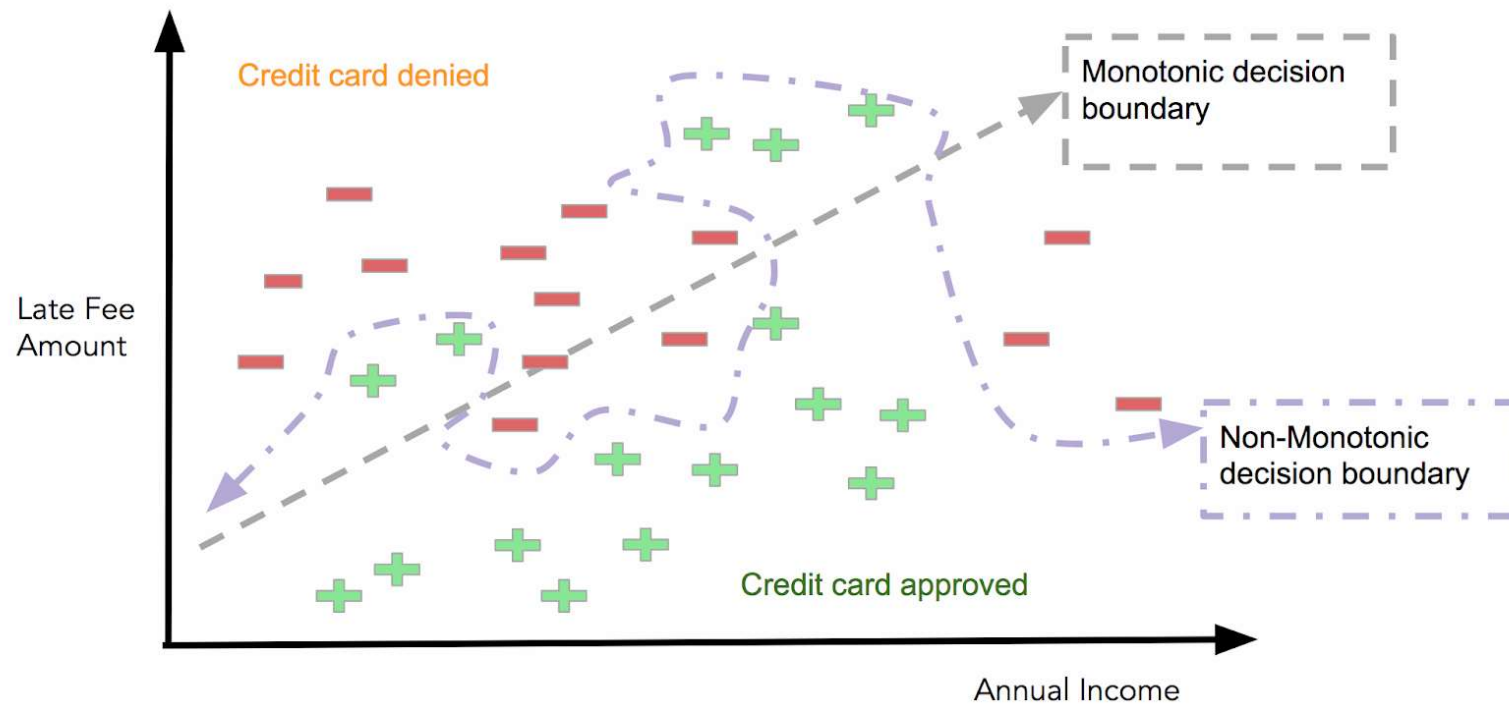 Credit card denied
Monotonic decision
boundary
Late Fee
Amount
Non-Monotonic
decision boundary
Credit card approved
Annual Income